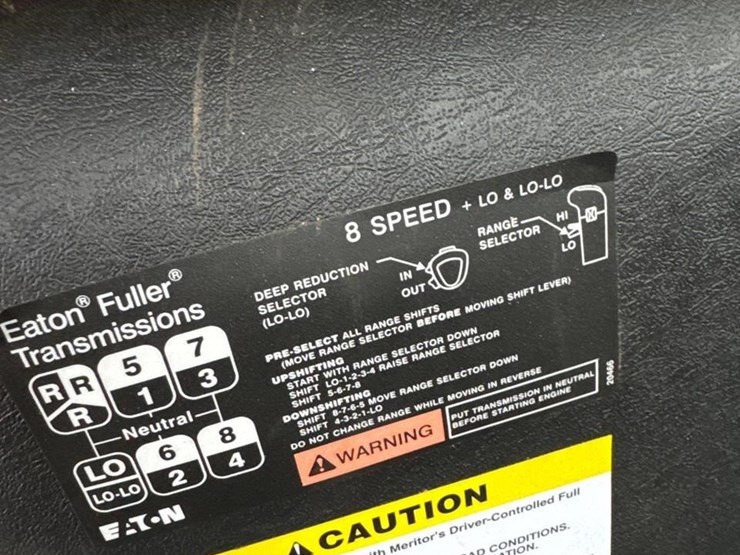 Eaton® Fuller®
Transmissions
8 SPEED + LO & LO-LO
DEEP REDUCTION
SELECTOR
(LO-LO)
IN
OUT
RANGE
SELECTOR
HI
LO
R R 5 7
R 1 3
Neutral
LO 6 8
LO-LO 2 4
PRE-SELECT ALL RANGE SHIFTS
(MOVE RANGE SELECTOR BEFORE MOVING SHIFT LEVER)
UPSHIFTING
START WITH RANGE SELECTOR DOWN
SHIFT LO-1-2-3-4 RAISE RANGE SELECTOR
SHIFT 5-6-7-8
DOWNSHIFTING
SHIFT 8-7-6-5 MOVE RANGE SELECTOR DOWN
SHIFT 4-3-2-1-LO
DO NOT CHANGE RANGE WHILE MOVING IN REVERSE
WARNING
PUT TRANSMISSION IN NEUTRAL
BEFORE STARTING ENGINE
20466
EATON
CAUTION
Meritor's Driver-Controlled Full
CONDITIONS.